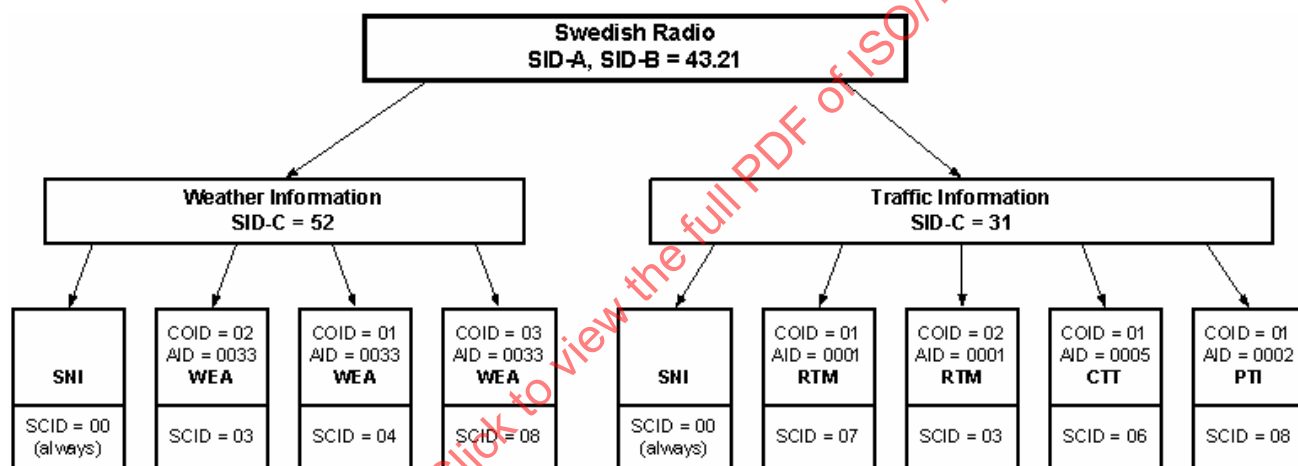 Swedish Radio
SID-A, SID-B = 43.21
Weather Information
SID-C = 52
Traffic Information
SID-C = 31
SNI
SCID = 00
(always)
COID = 02
AID = 0033
WEA
SCID = 03
COID = 01
AID = 0033
WEA
SCID = 04
COID = 03
AID = 0033
WEA
SCID = 08
SNI
SCID = 00
(always)
COID = 01
AID = 0001
RTM
SCID = 07
COID = 02
AID = 0001
RTM
SCID = 03
COID = 01
AID = 0005
CTT
SCID = 06
COID = 01
AID = 0002
PTI
SCID = 08
Click to view the full PDF of ISO/